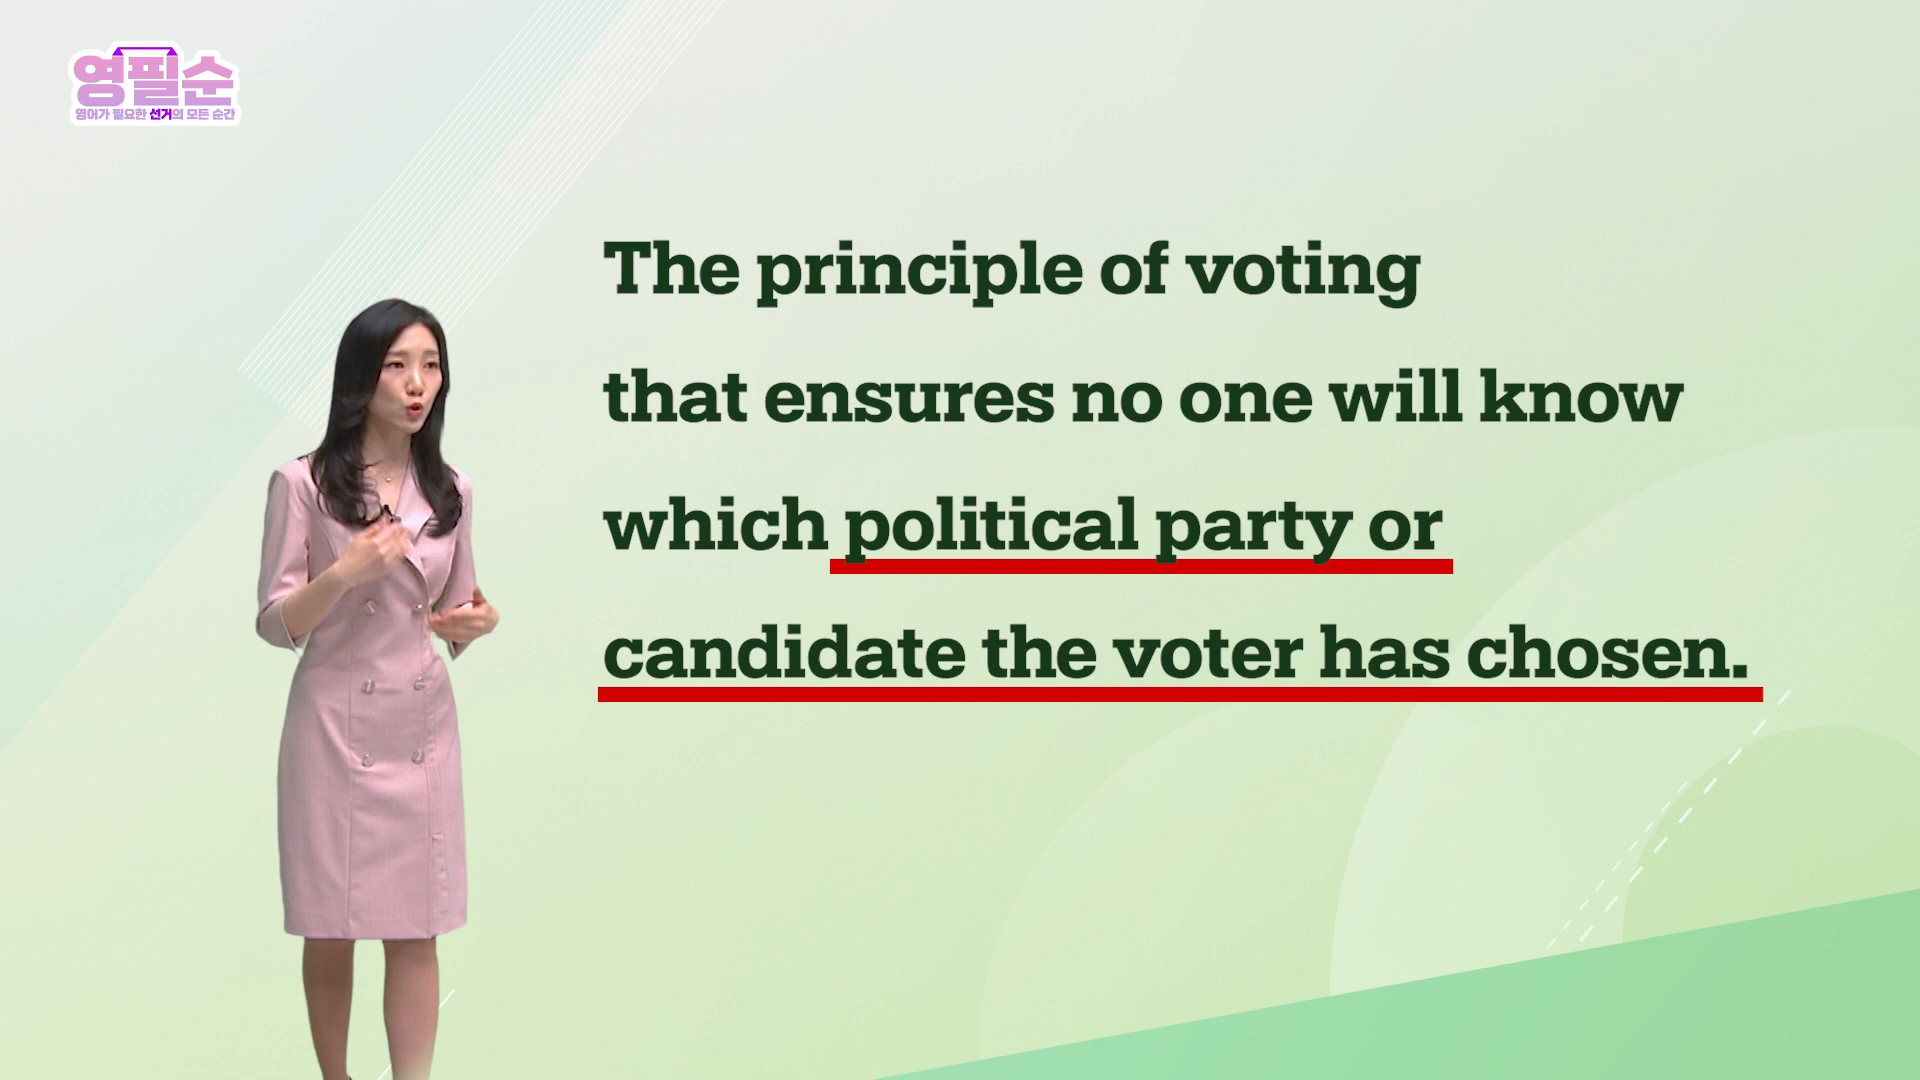 영필순
영어가 필요한 선거의 모든 순간
The principle of voting
that ensures no one will know
which political party or
candidate the voter has chosen.